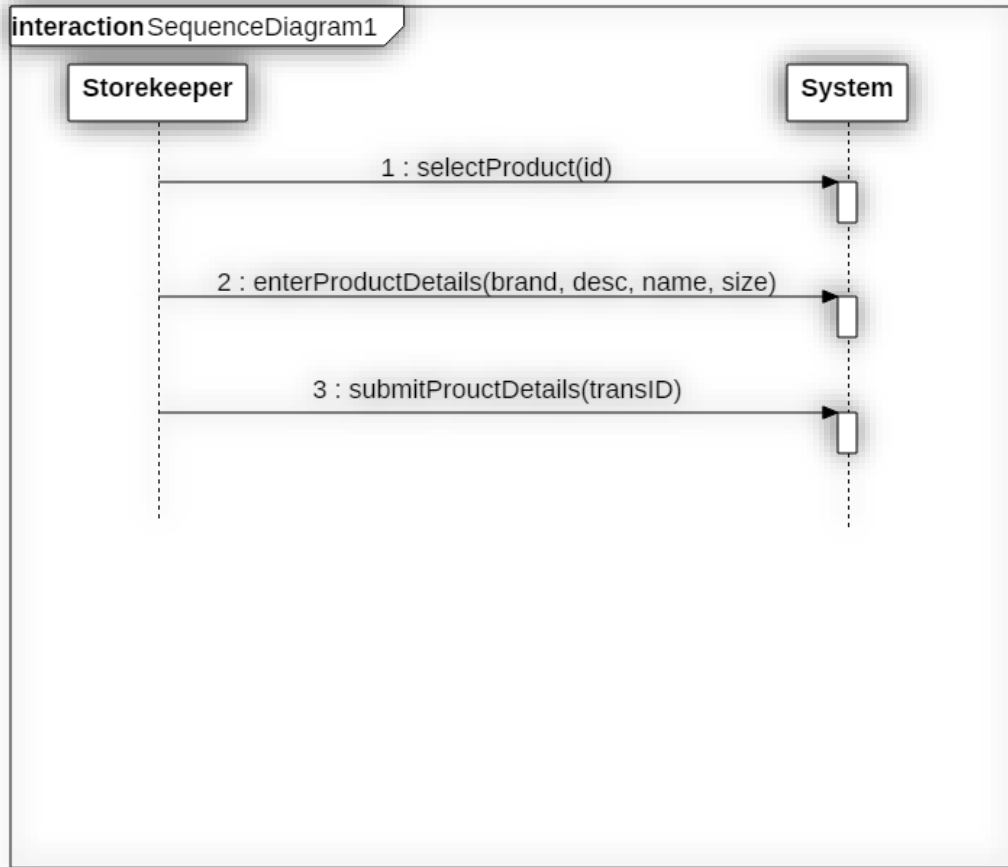 interaction SequenceDiagram1
Storekeeper
System
1 : selectProduct(id)
2 : enterProductDetails(brand, desc, name, size)
3 : submitProuctDetails(transID)